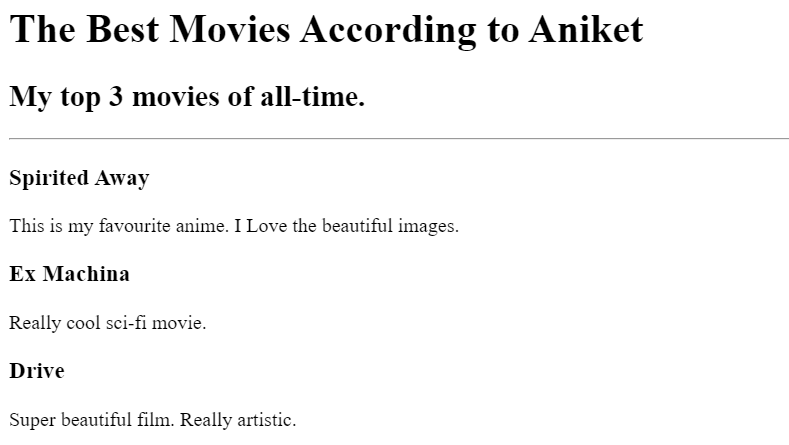 The Best Movies According to Aniket
My top 3 movies of all-time.
Spirited Away
This is my favourite anime. I Love the beautiful images.
Ex Machina
Really cool sci-fi movie.
Drive
Super beautiful film. Really artistic.